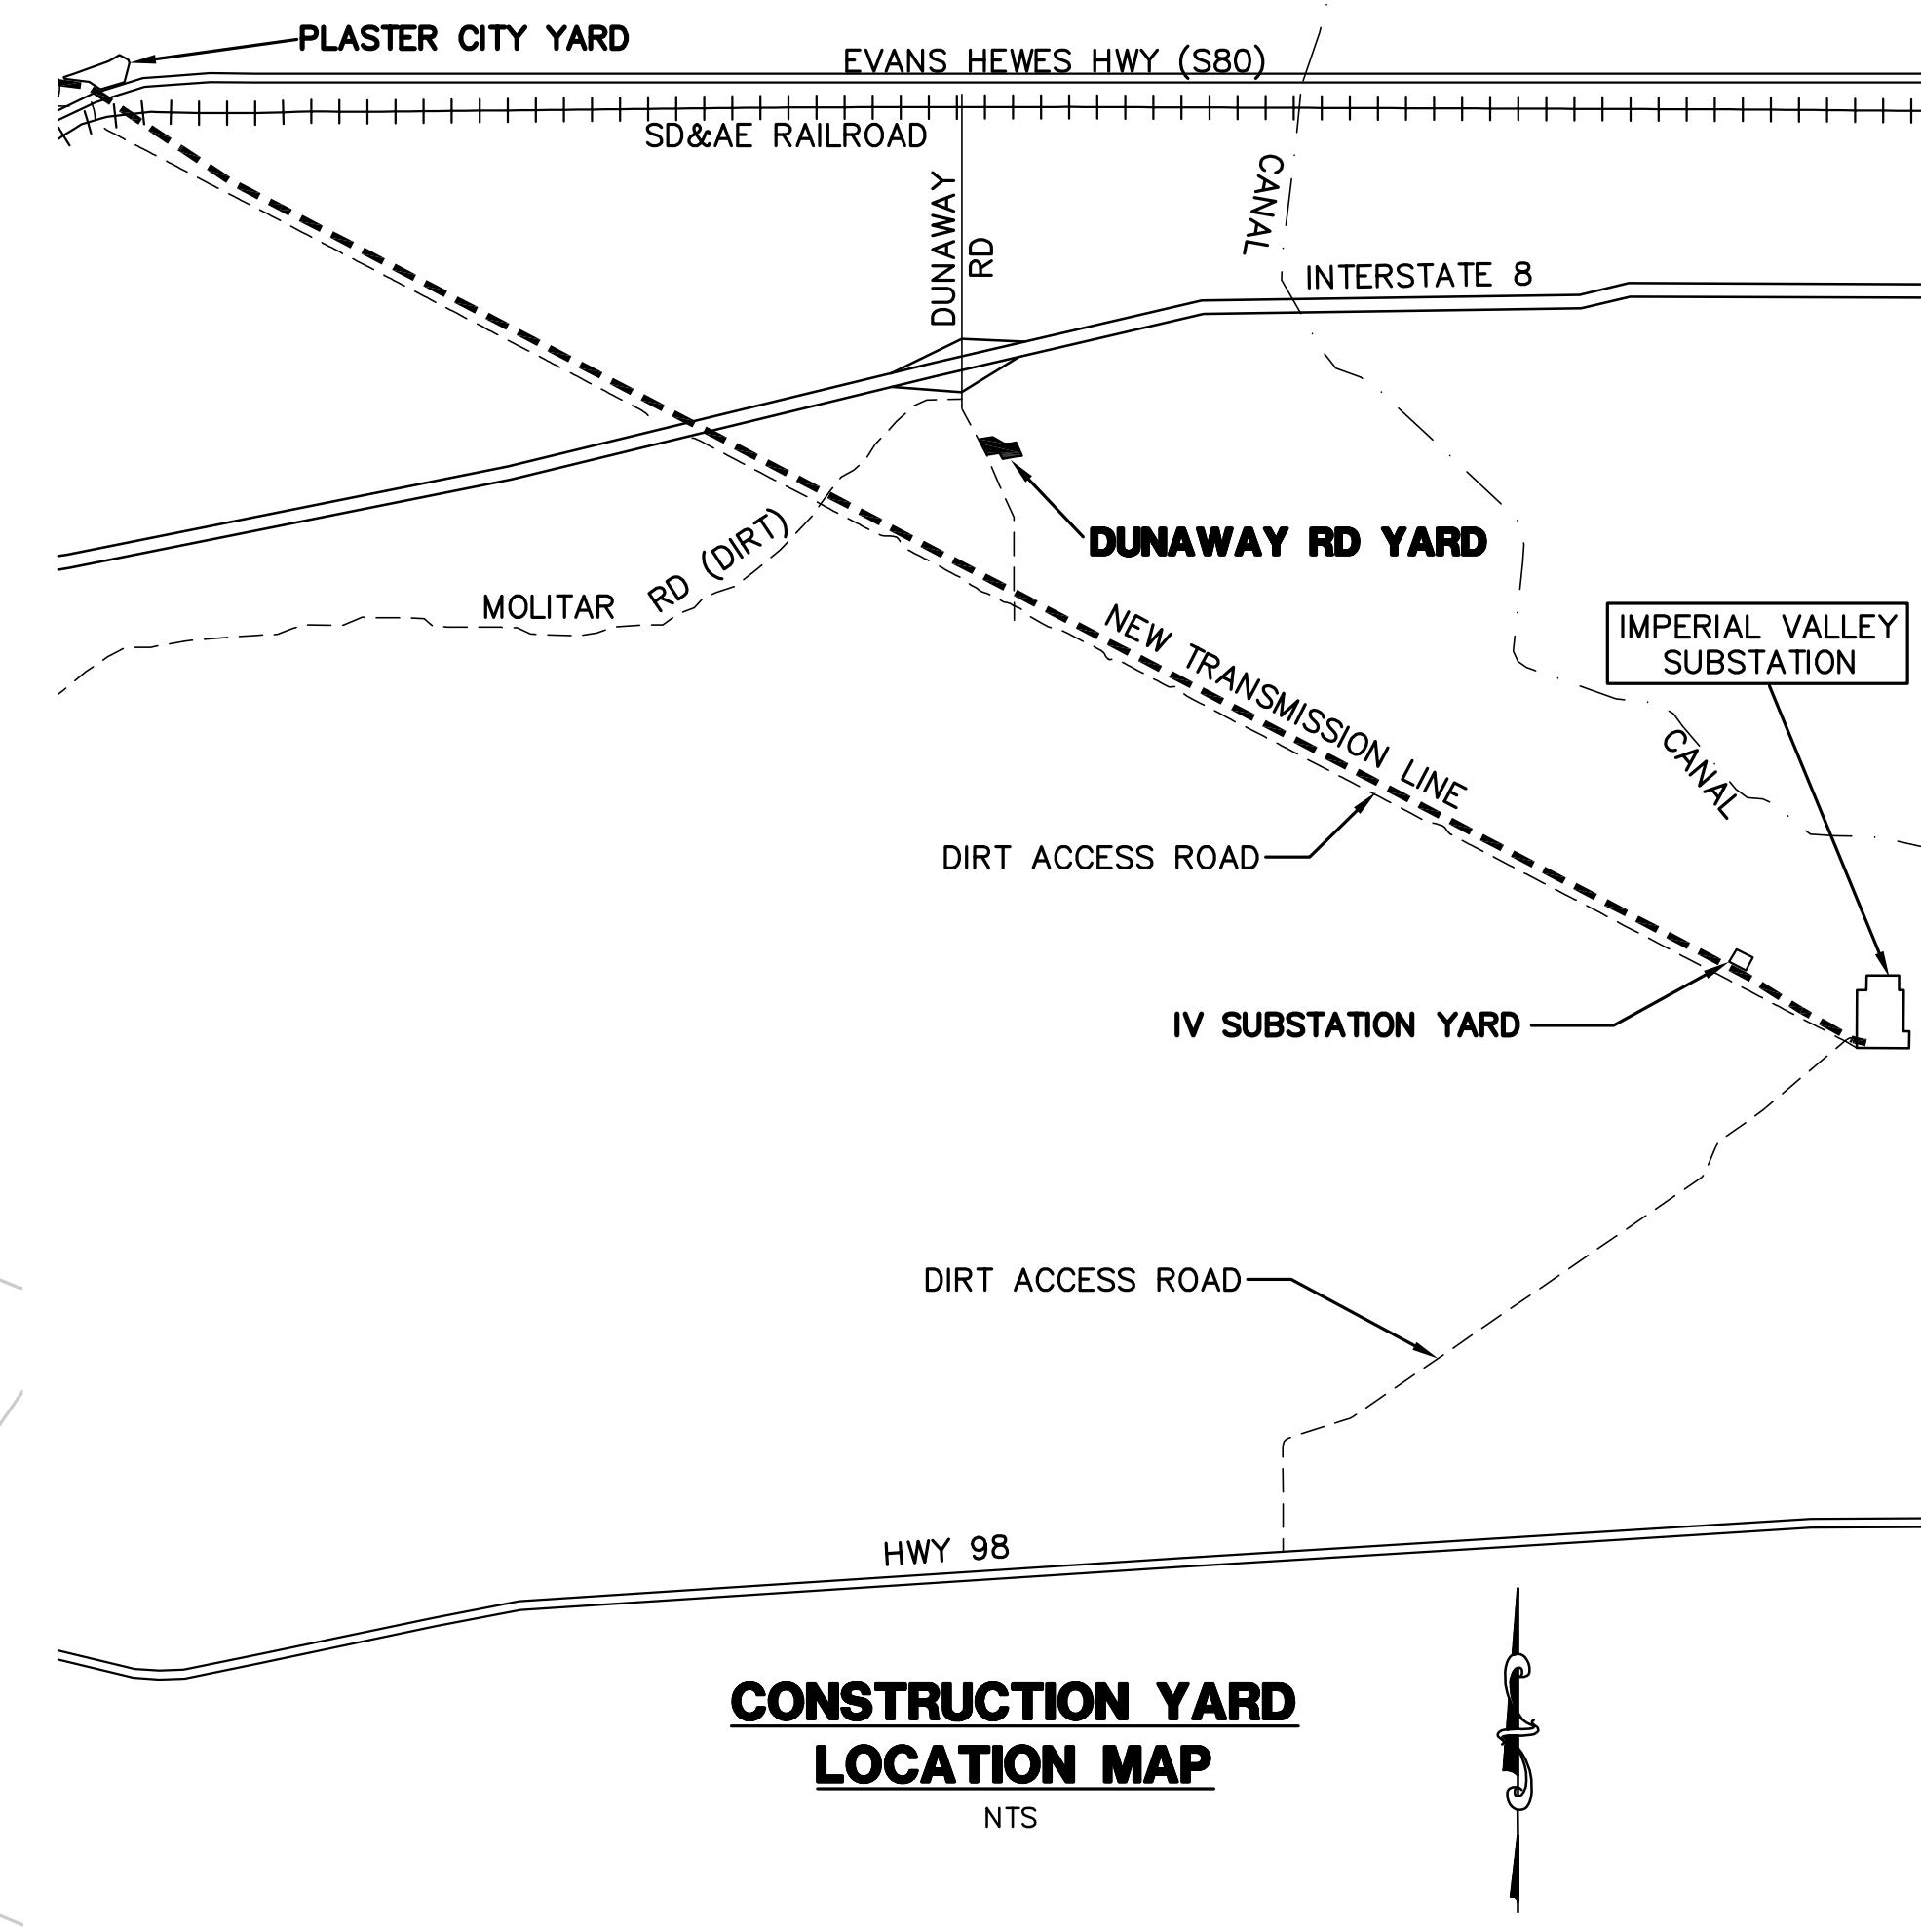 PLASTER CITY YARD
EVANS HEWES HWY (S80)
SD&AE RAILROAD
DUNAWAY
RD
CANAL
INTERSTATE 8
DUNAWAY RD YARD
MOLITAR RD (DIRT)
NEW TRANSMISSION LINE
IMPERIAL VALLEY
SUBSTATION
CANAL
DIRT ACCESS ROAD
IV SUBSTATION YARD
DIRT ACCESS ROAD
HWY 98
CONSTRUCTION YARD
LOCATION MAP
NTS